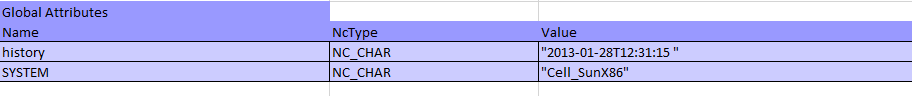 Global Attributes
Name NcType Value
history NC_CHAR "2013-01-28T12:31:15 "
SYSTEM NC_CHAR "Cell_SunX86"